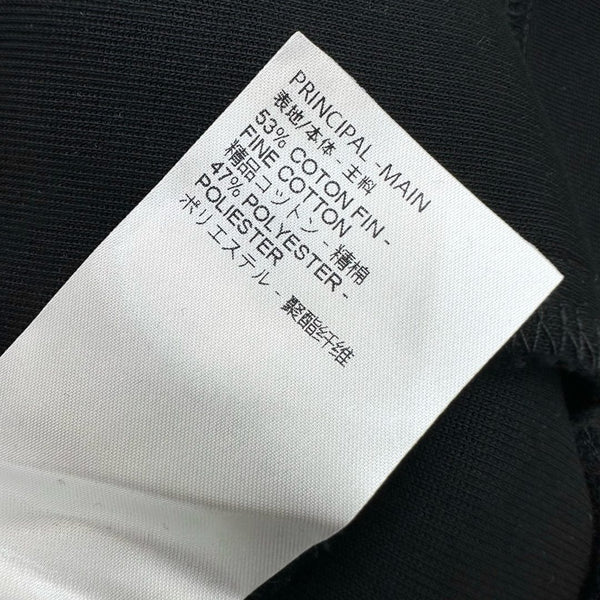 PRINCIPAL -MAIN
表地/本体 - 主料
53% COTON FIN -
FINE COTTON
精品コットン - 精棉
47% POLYESTER -
POLIESTER
ポリエステル - 聚酯纤维